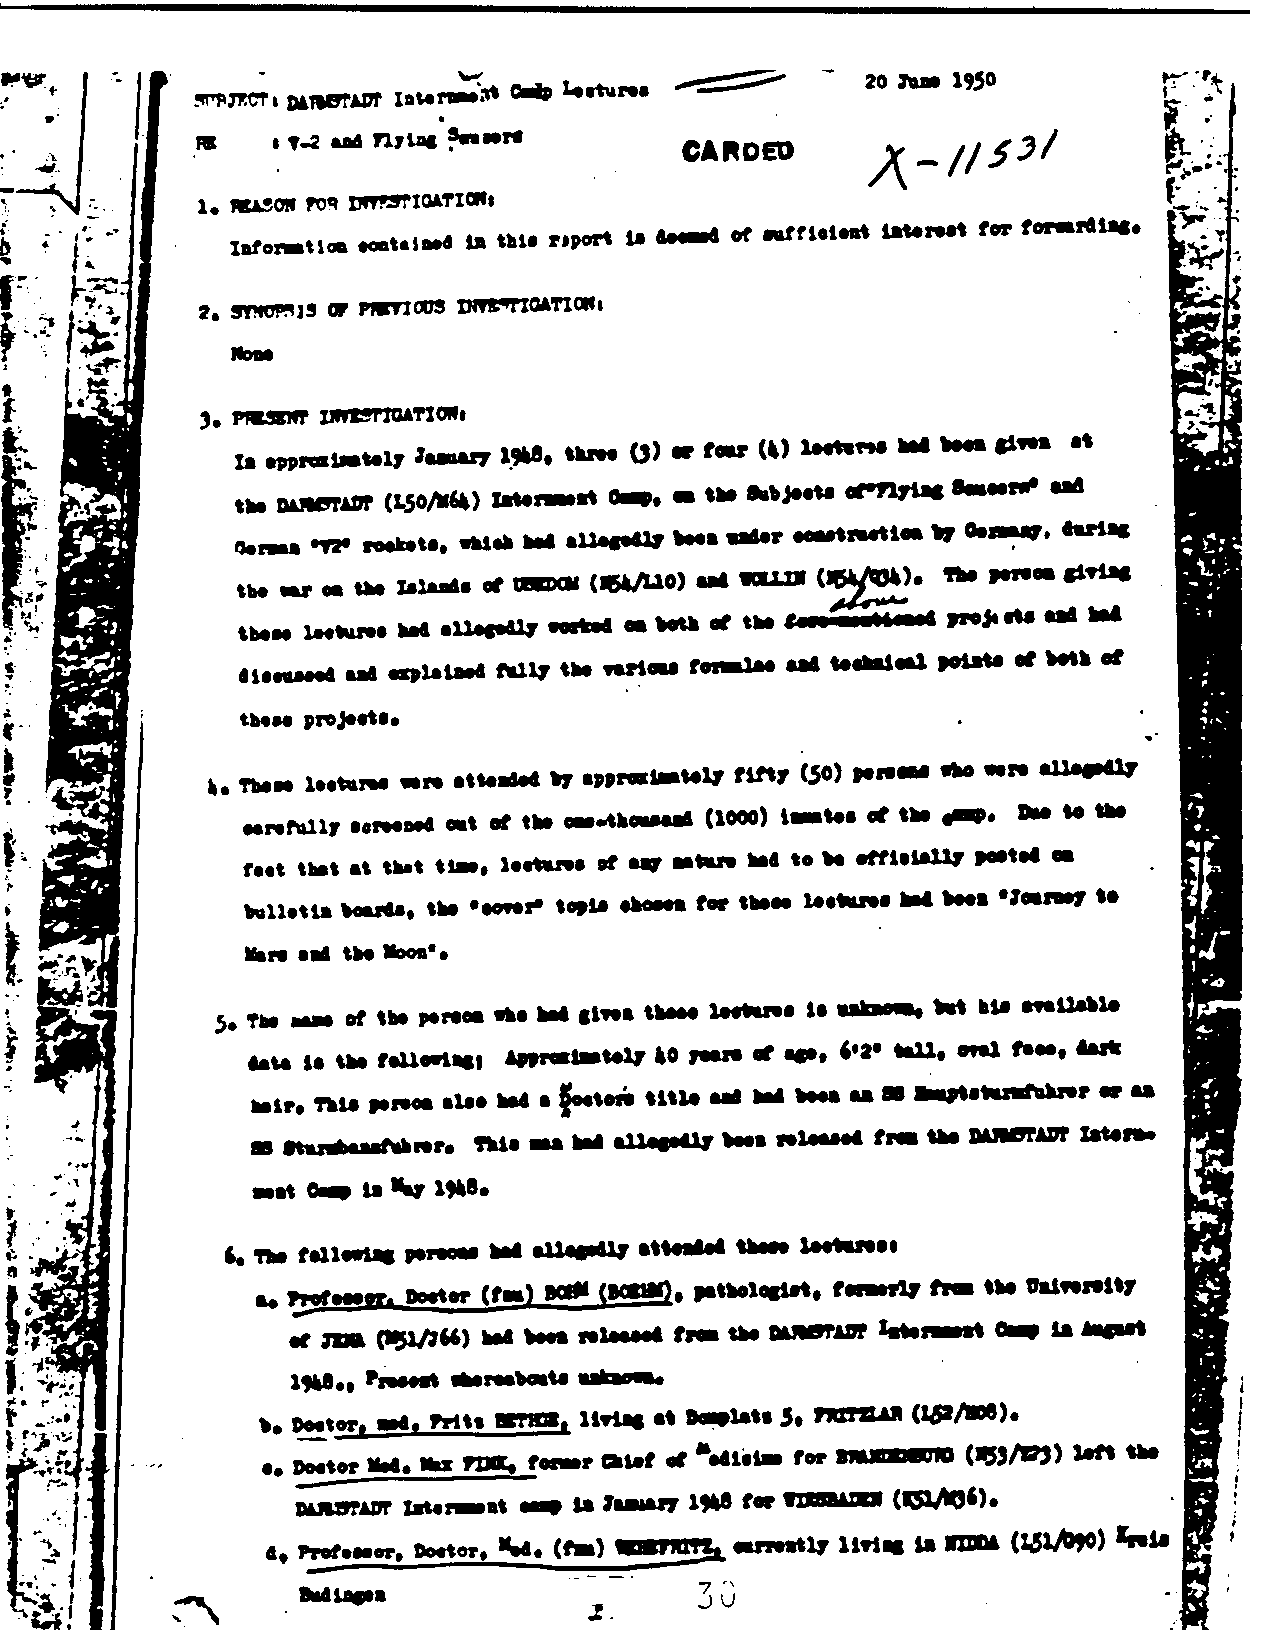 SUBJECT: DARMSTADT Internment Camp Lectures 20 June 1950
RE : V-2 and Flying Saucers
CARDED X-11531
1. REASON FOR INVESTIGATION:
Information contained in this report is deemed of sufficient interest for forwarding.
2. SYNOPSIS OF PREVIOUS INVESTIGATION:
None
3. PRESENT INVESTIGATION:
In approximately January 1948, three (3) or four (4) lectures had been given at
the DARMSTADT (L50/M64) Internment Camp, on the Subjects of "Flying Saucers" and
German "V2" rockets, which had allegedly been under construction by Germany, during
the war on the Islands of USEDOM (N54/L10) and WOLLIN (N54/Q34). The person giving
above
these lectures had allegedly worked on both of the fore-mentioned projects and had
discussed and explained fully the various formulae and technical points of both of
these projects.
4. These lectures were attended by approximately fifty (50) persons who were allegedly
carefully screened out of the one-thousand (1000) inmates of the camp. Due to the
fact that at that time, lectures of any nature had to be officially posted on
bulletin boards, the "cover" topic chosen for these lectures had been "Journey to
Mars and the Moon".
5. The name of the person who had given these lectures is unknown, but his available
data is the following; Approximately 40 years of age, 6'2" tall, oval face, dark
hair. This person also had a Doctors title and had been an SS Hauptsturmfuhrer or an
SS Sturmbannfuhrer. This man had allegedly been released from the DARMSTADT Intern-
ment Camp in May 1948.
6. The following persons had allegedly attended these lectures:
a. Professor, Doctor (fnu) BOHM (BOEHM), pathologist, formerly from the University
of JENA (M51/J66) had been released from the DARMSTADT Internment Camp in August
1948., Present whereabouts unknown.
b. Doctor, med, Fritz BETHGE, living at Domplatz 5, FRITZLAR (L52/H08).
c. Doctor Med. Max FINK, former Chief of Medicine for BRANDENBURG (N53/Z73) left the
DARMSTADT Internment camp in January 1948 for WIESBADEN (K51/M36).
d. Professor, Doctor, Med. (fnu) currently living in NIDDA (L51/O90) Kreis
Budingen
30